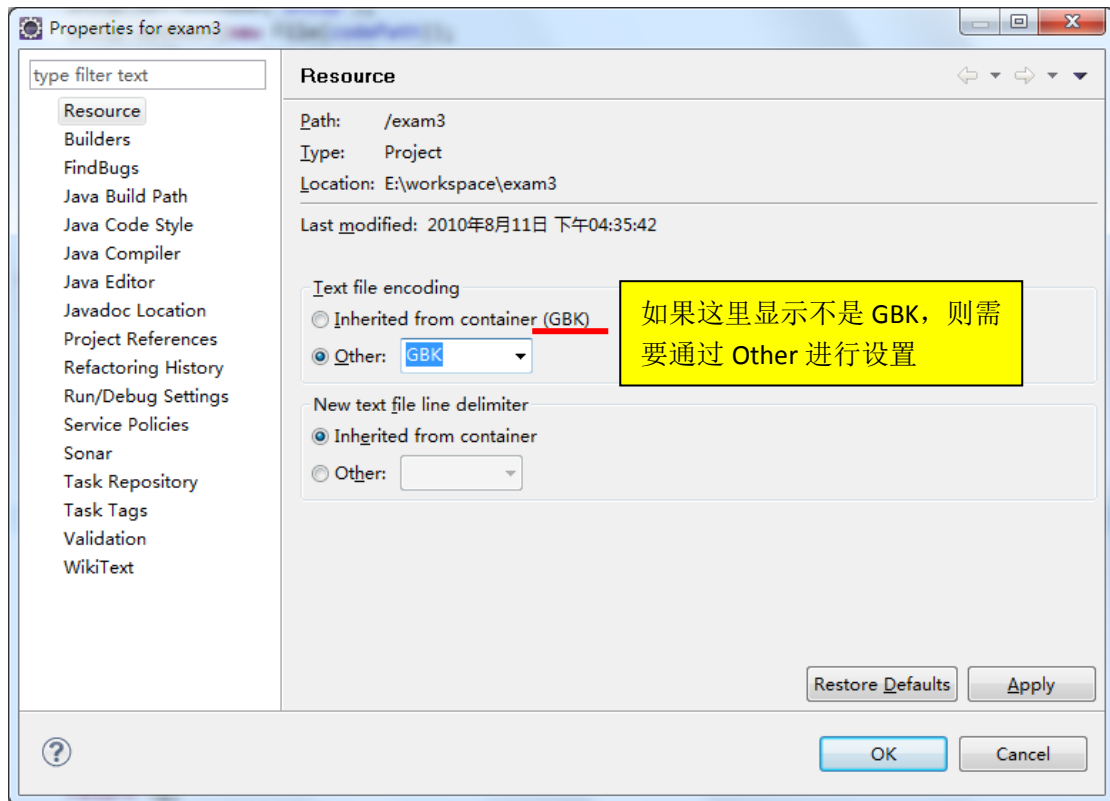 Properties for exam3
type filter text
Resource
Builders
FindBugs
Java Build Path
Java Code Style
Java Compiler
Java Editor
Javadoc Location
Project References
Refactoring History
Run/Debug Settings
Service Policies
Sonar
Task Repository
Task Tags
Validation
WikiText
Resource
Path: /exam3
Type: Project
Location: E:\workspace\exam3
Last modified: 2010年8月11日 下午04:35:42
Text file encoding
Inherited from container (GBK)
Other: GBK
如果这里显示不是 GBK，则需
要通过 Other 进行设置
New text file line delimiter
Inherited from container
Other:
Restore Defaults
Apply
?
OK
Cancel